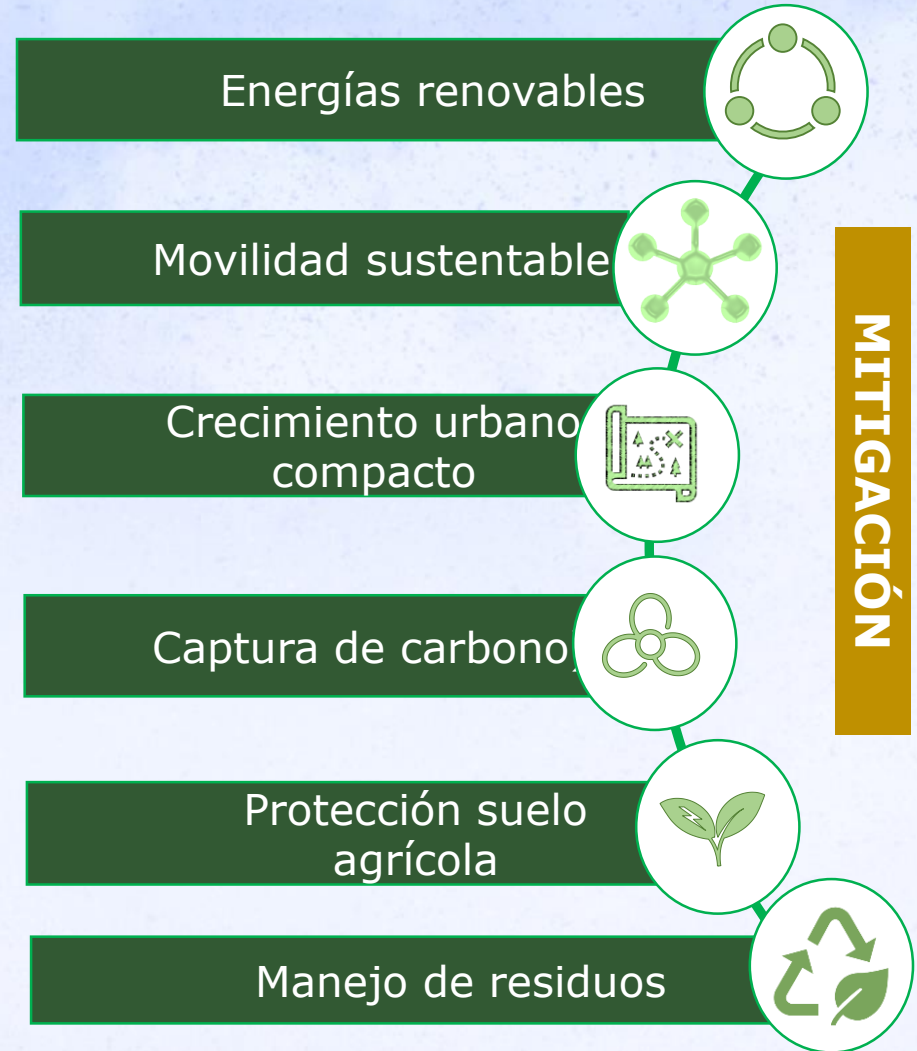 Energías renovables
Movilidad sustentable
Crecimiento urbano
compacto
Captura de carbono,
Protección suelo
agrícola
Manejo de residuos
MITIGACIÓN